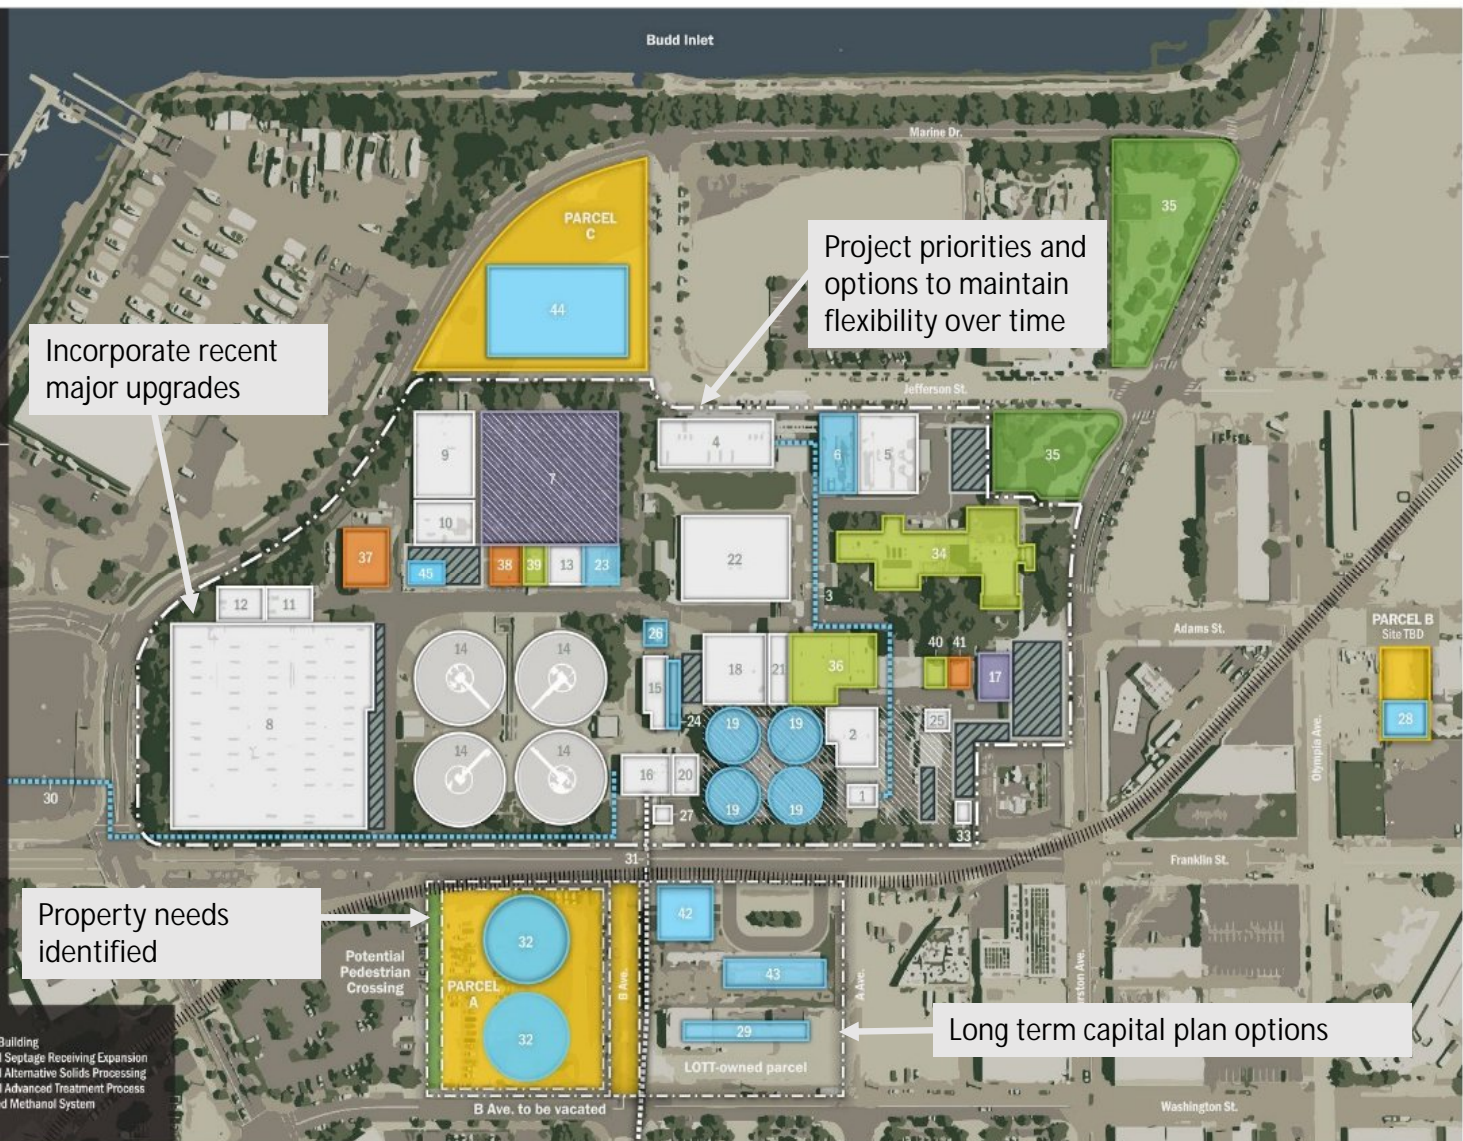 Budd Inlet
Marine Dr.
PARCEL
C
35
44
Project priorities and
options to maintain
flexibility over time
Incorporate recent
major upgrades
Jefferson St.
9
7
4
6
5
35
10
37
45
38
39
13
23
22
34
3
12
11
26
14
14
15
18
21
36
40
41
17
Adams St.
PARCEL B
Site TBD
28
8
24
19
19
2
25
14
14
16
20
19
19
1
27
33
30
31
Franklin St.
Olympia Ave.
Property needs
identified
Potential
Pedestrian
Crossing
PARCEL
A
32
32
B Ave.
42
43
29
A Ave.
LOTT-owned parcel
Long term capital plan options
B Ave. to be vacated
Washington St.
Building
Septage Receiving Expansion
Alternative Solids Processing
Advanced Treatment Process
Methanol System